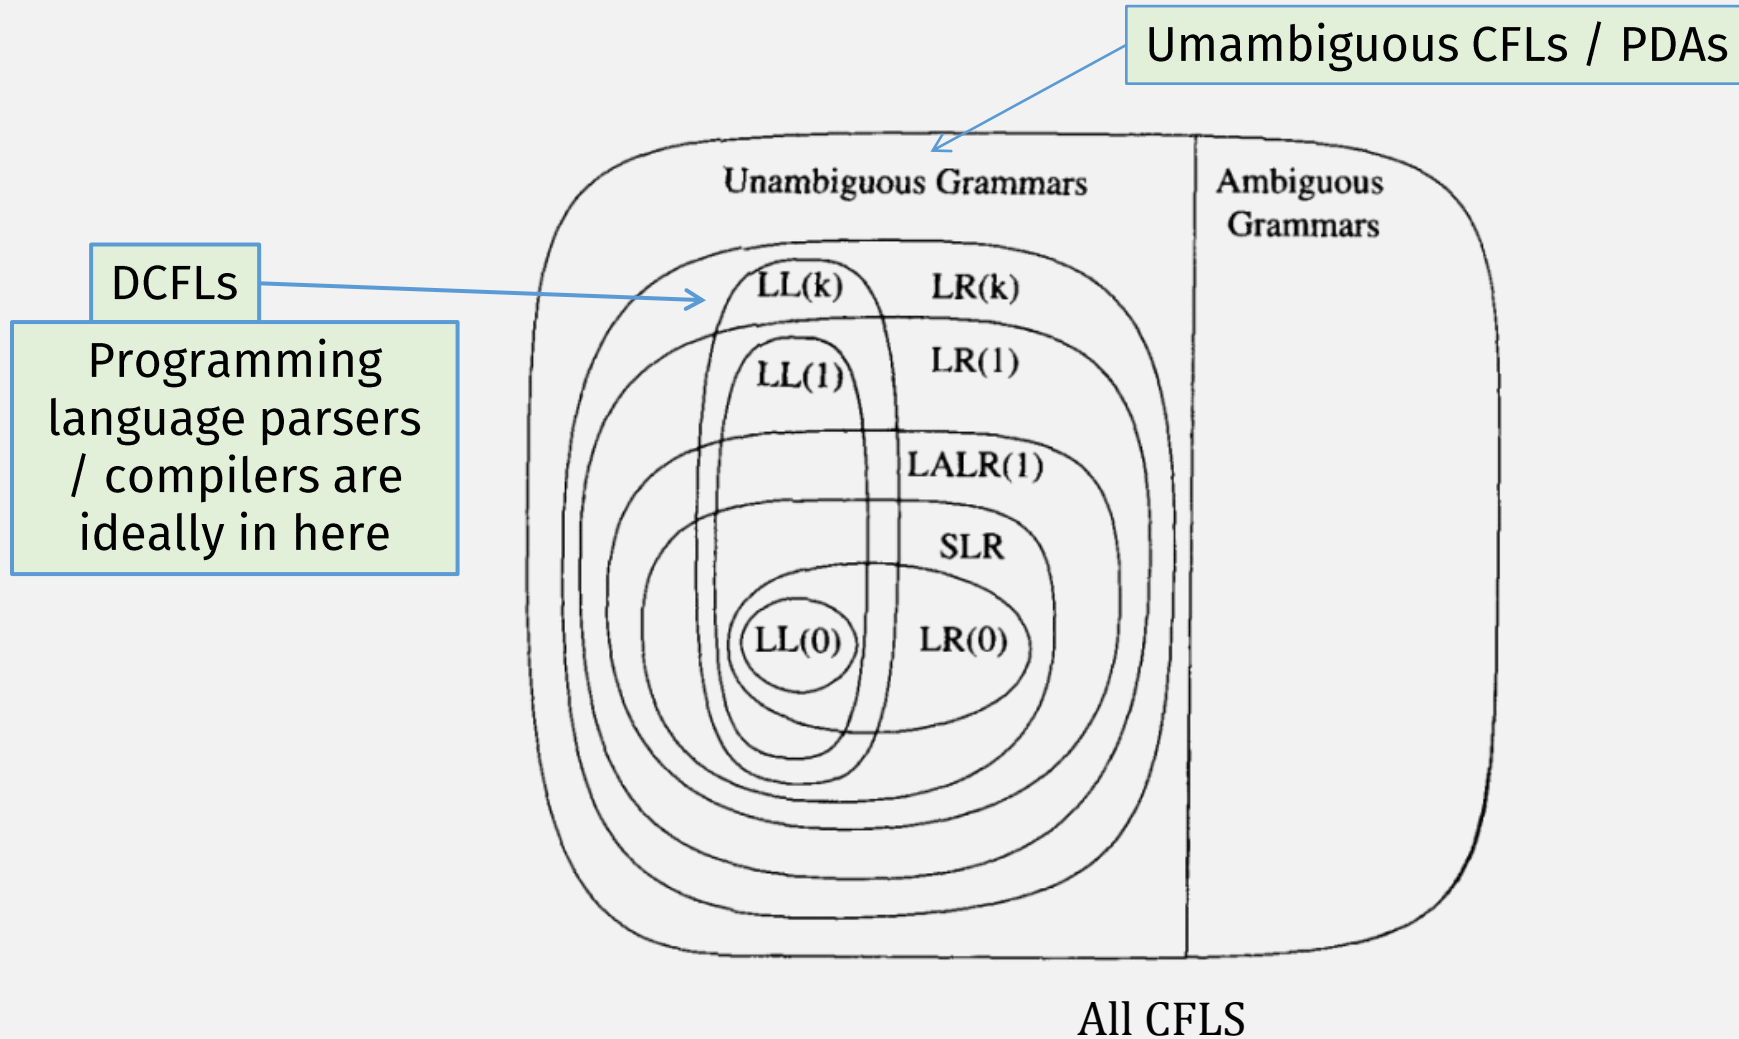 Umambiguous CFLs / PDAs
Unambiguous Grammars
Ambiguous
Grammars
DCFLs
LL(k)
LR(k)
Programming
language parsers
/ compilers are
ideally in here
LL(1)
LR(1)
LALR(1)
SLR
LL(0)
LR(0)
All CFLS